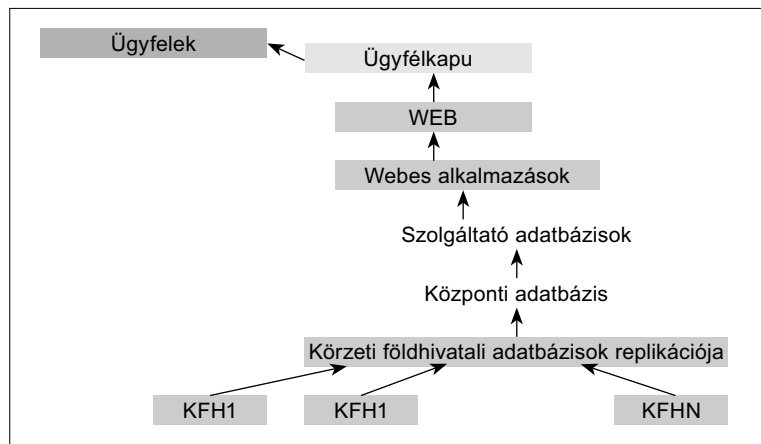 Ügyfelek
Ügyfélkapu
WEB
Webes alkalmazások
Szolgáltató adatbázisok
Központi adatbázis
Körzeti földhivatali adatbázisok replikációja
KFH1
KFH1
KFHN